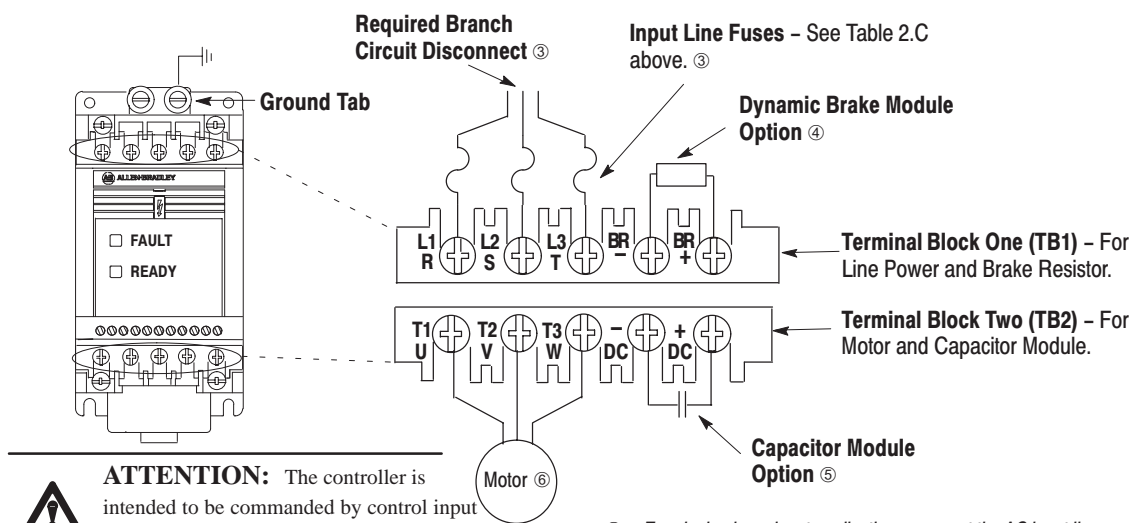 Required Branch
Circuit Disconnect ③
Input Line Fuses – See Table 2.C
above. ③
Ground Tab
Dynamic Brake Module
Option ④
AB ALLEN-BRADLEY
FAULT
READY
L1 L2 L3 BR BR
R S T – +
Terminal Block One (TB1) – For
Line Power and Brake Resistor.
T1 T2 T3 – +
U V W DC DC
Terminal Block Two (TB2) – For
Motor and Capacitor Module.
Capacitor Module
Option ⑤
Motor ⑥
ATTENTION: The controller is
intended to be commanded by control input